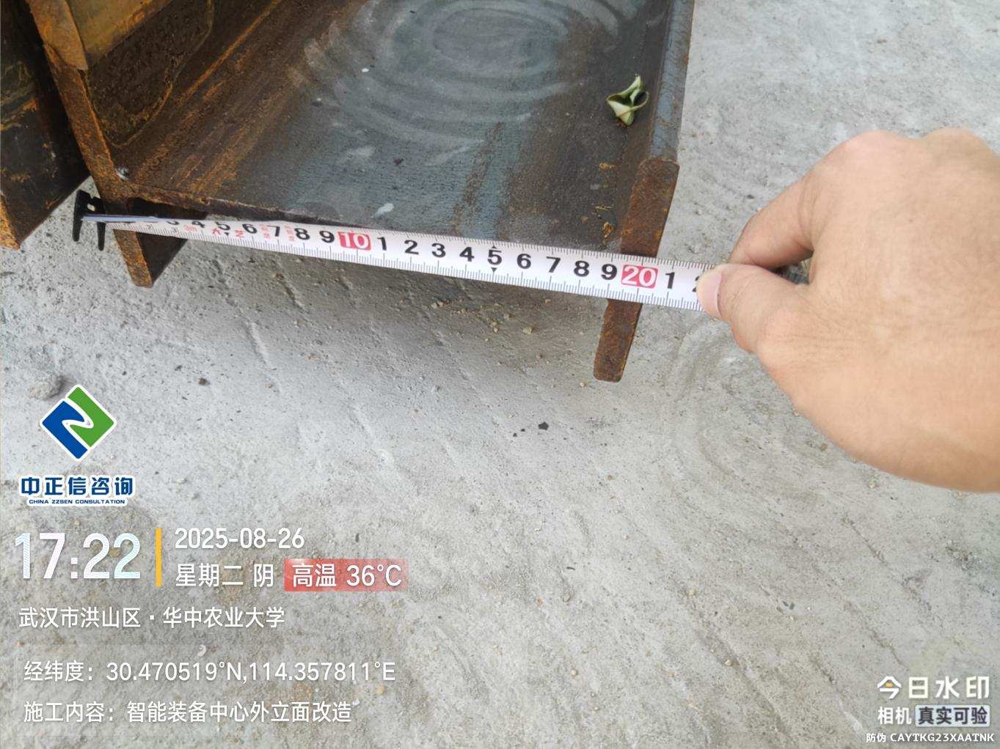 3 4 5 6 7 8 9 10 1 2 3 4 5 6 7 8 9 20 1
中正信咨询
CHINA ZZSEN CONSULTATION
17:22
2025-08-26
星期二 阴 高温 36°C
武汉市洪山区·华中农业大学
经纬度：30.470519°N,114.357811°E
施工内容：智能装备中心外立面改造
今日水印
相机 真实可验
防伪 CAYTKG23XAATNK